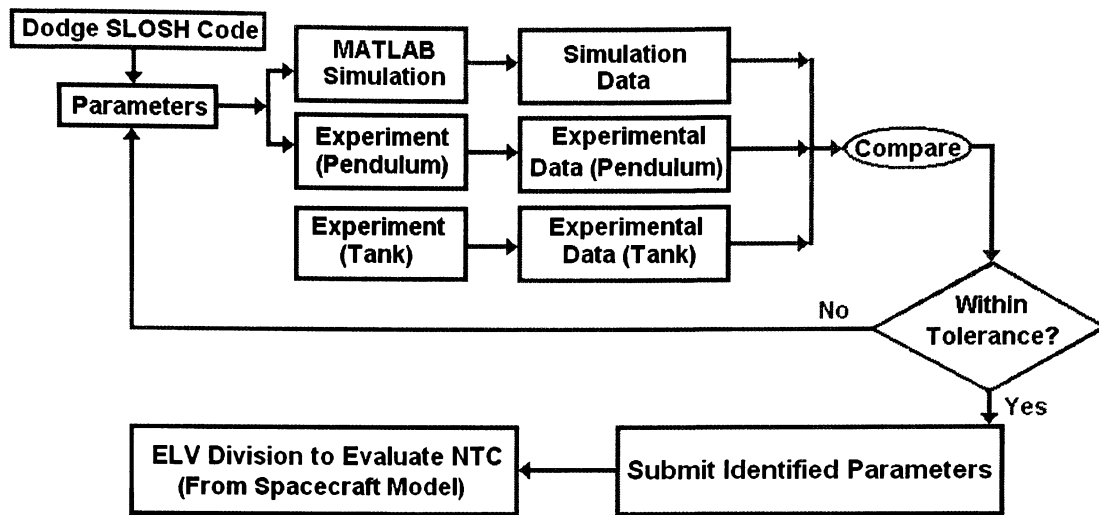 Dodge SLOSH Code
Parameters
MATLAB
Simulation
Simulation
Data
Experiment
(Pendulum)
Experimental
Data (Pendulum)
Experiment
(Tank)
Experimental
Data (Tank)
Compare
Within
Tolerance?
No
Yes
Submit Identified Parameters
ELV Division to Evaluate NTC
(From Spacecraft Model)